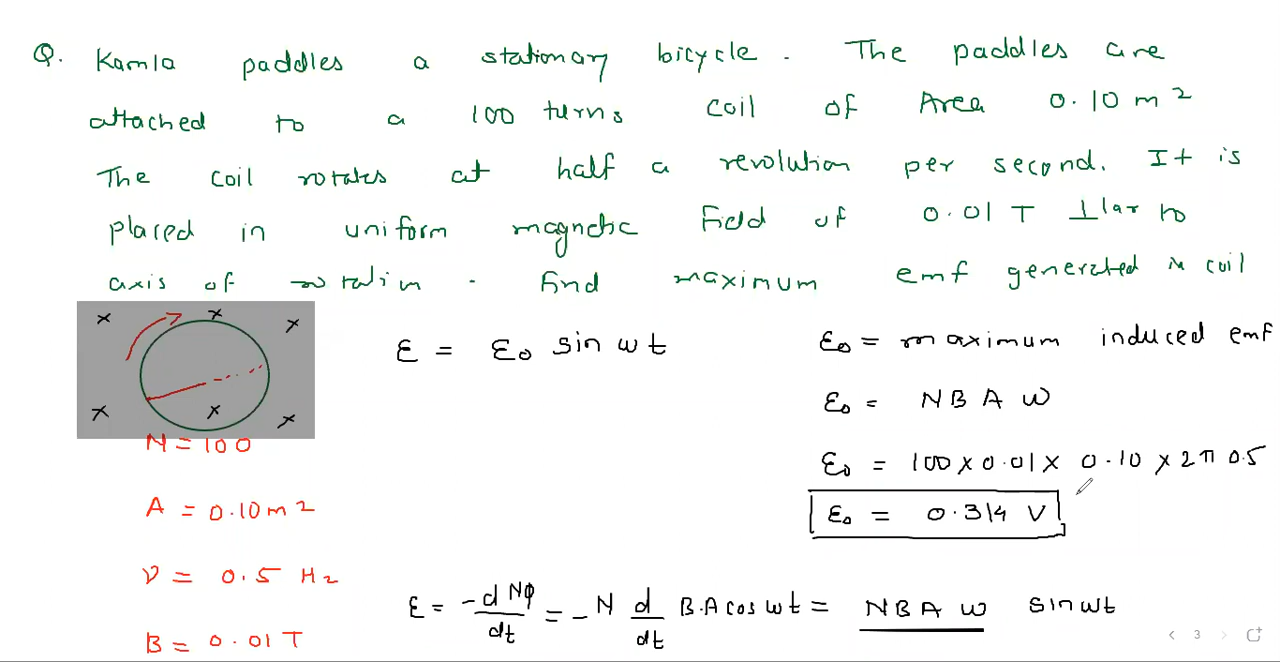 Q. Kamla paddles a stationary bicycle. The paddles are
attached to a 100 turns coil of Area 0.10 m²
The coil rotates at half a revolution per second. It is
placed in uniform magnetic Field of 0.01 T ⊥lar to
axis of rotation. Find maximum emf generated in coil
x x x
x x x
ε = ε₀ sin ωt
ε₀ = maximum induced emf
ε₀ = N B A ω
ε₀ = 100 x 0.01 x 0.10 x 2π 0.5
ε₀ = 0.314 V
N = 100
A = 0.10 m²
ν = 0.5 Hz
B = 0.01 T
ε = -d Nφ / dt = -N d/dt B.A cos ωt = NBA ω sin ωt
< 3 >